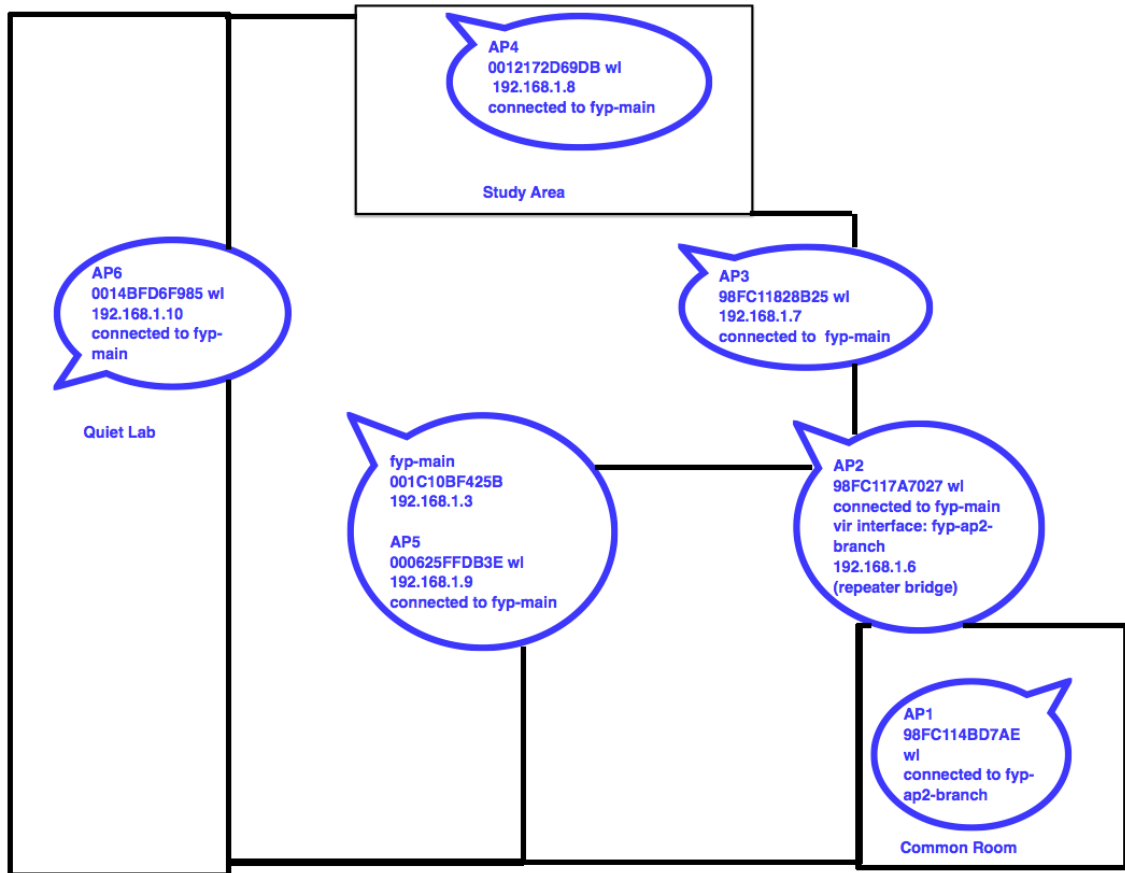 AP4
0012172D69DB wl
192.168.1.8
connected to fyp-main
Study Area
AP6
0014BFD6F985 wl
192.168.1.10
connected to fyp-
main
Quiet Lab
AP3
98FC11828B25 wl
192.168.1.7
connected to fyp-main
fyp-main
001C10BF425B
192.168.1.3
AP5
000625FFDB3E wl
192.168.1.9
connected to fyp-main
AP2
98FC117A7027 wl
connected to fyp-main
vir interface: fyp-ap2-
branch
192.168.1.6
(repeater bridge)
AP1
98FC114BD7AE
wl
connected to fyp-
ap2-branch
Common Room